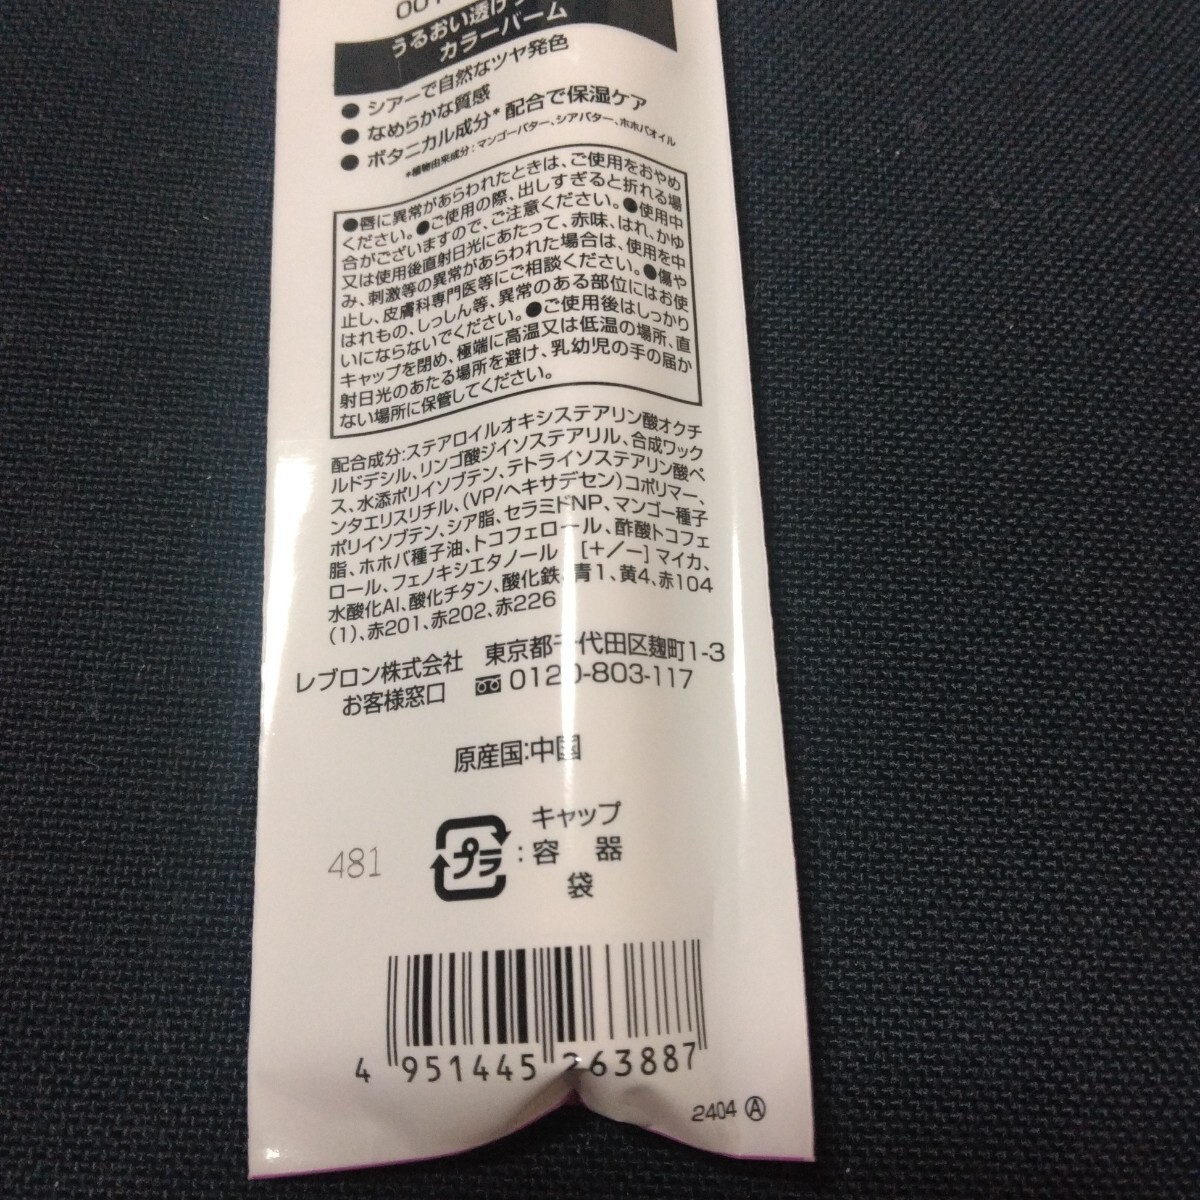 001
うるおい透け
カラーバーム
● シアーで自然なツヤ発色
● なめらかな質感
● ボタニカル成分*配合で保湿ケア
*植物由来成分:マンゴーバター、シアバター、ホホバオイル
●唇に異常があらわれたときは、ご使用をおやめ
ください。●ご使用の際、出しすぎると折れる場
合がございますので、ご注意ください。●使用中
又は使用後直射日光にあたって、赤味、はれ、かゆ
み、刺激等の異常があらわれた場合は、使用を中
止し、皮膚科専門医等にご相談ください。●傷や
はれもの、しっしん等、異常のある部位にはお使
いにならないでください。●ご使用後はしっかり
キャップを閉め、極端に高温又は低温の場所、直
射日光のあたる場所を避け、乳幼児の手の届か
ない場所に保管してください。
配合成分:ステアロイルオキシステアリン酸オクチ
ルドデシル、リンゴ酸ジイソステアリル、合成ワック
ス、水添ポリイソブテン、テトライソステアリン酸ペ
ンタエリスリチル、(VP/ヘキサデセン)コポリマー、
ポリイソブテン、シア脂、セラミドNP、マンゴー種子
脂、ホホバ種子油、トコフェロール、酢酸トコフェ
ロール、フェノキシエタノール [+/−]マイカ、
水酸化Al、酸化チタン、酸化鉄、青1、黄4、赤104
(1)、赤201、赤202、赤226
レブロン株式会社 東京都千代田区麹町1-3
お客様窓口 0120-803-117
原産国:中国
481
プラ
:キャップ
容 器
袋
4 951445 263887
2404 Ⓐ